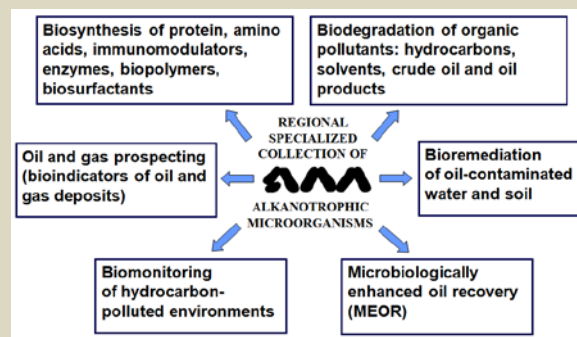 Biosynthesis of protein, amino
acids, immunomodulators,
enzymes, biopolymers,
biosurfactants
Biodegradation of organic
pollutants: hydrocarbons,
solvents, crude oil and oil
products
REGIONAL
SPECIALIZED
COLLECTION OF
ALKANOTROPHIC
MICROORGANISMS
Oil and gas prospecting
(bioindicators of oil and
gas deposits)
Bioremediation
of oil-contaminated
water and soil
Biomonitoring
of hydrocarbon-
polluted environments
Microbiologically
enhanced oil recovery
(MEOR)